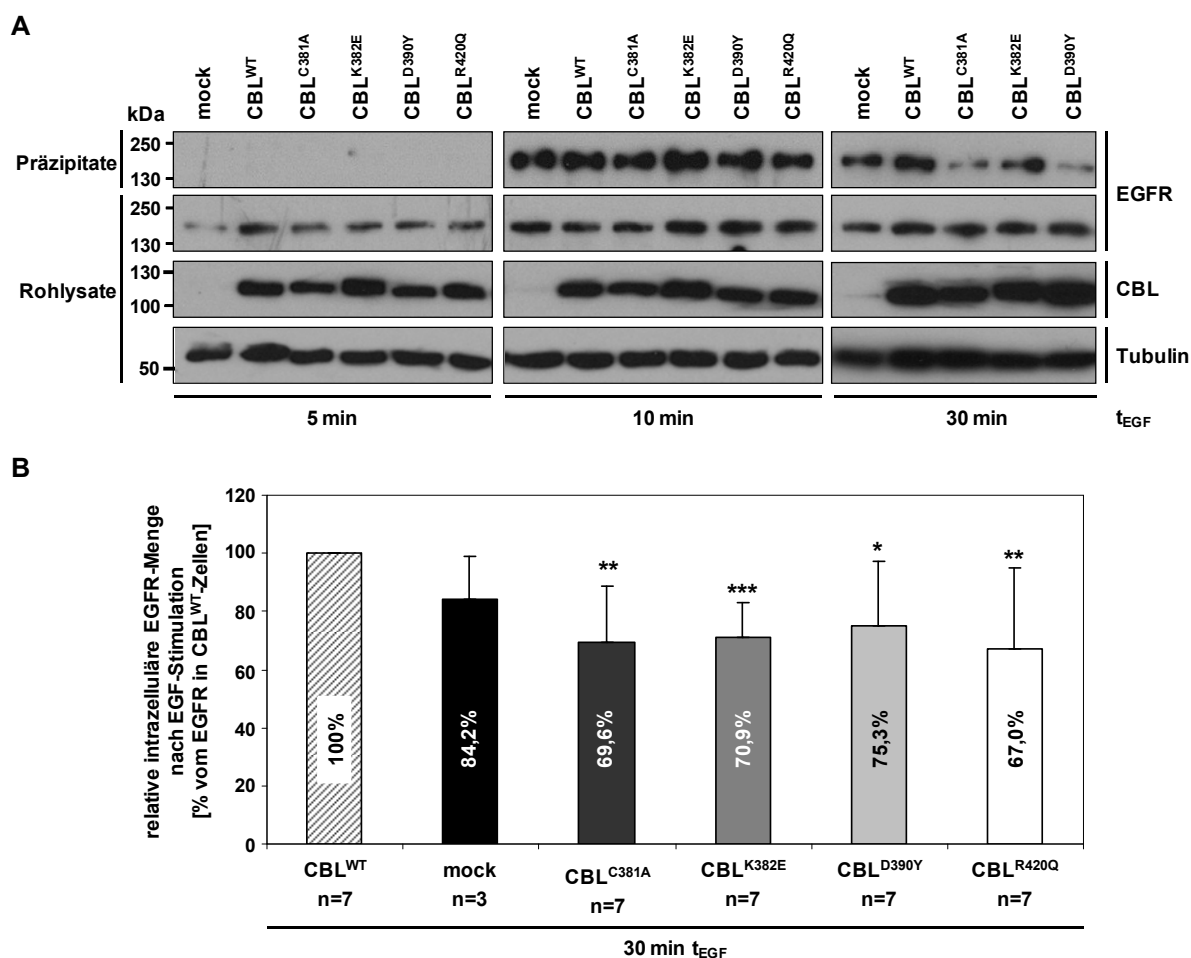 A
mock CBL^WT CBL^C381A CBL^K382E CBL^D390Y CBL^R420Q mock CBL^WT CBL^C381A CBL^K382E CBL^D390Y CBL^R420Q mock CBL^WT CBL^C381A CBL^K382E CBL^D390Y
kDa
Präzipitate
250
130
EGFR
Rohlysate
250
130
130
100
CBL
50
Tubulin
5 min 10 min 30 min tEGF
B
relative intrazelluläre EGFR-Menge
nach EGF-Stimulation
[% vom EGFR in CBL^WT-Zellen]
120
100
80
60
40
20
0
** *** * **
100% 84,2% 69,6% 70,9% 75,3% 67,0%
CBL^WT mock CBL^C381A CBL^K382E CBL^D390Y CBL^R420Q
n=7 n=3 n=7 n=7 n=7 n=7
30 min tEGF